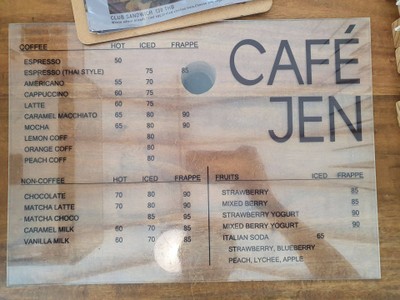 CLUB SANDWICH
CAFÉ
JEN
COFFEE HOT ICED FRAPPE
ESPRESSO 50
ESPRESSO (THAI STYLE) 75 85
AMERICANO 55 70
CAPPUCCINO 60 75
LATTE 60 75
CARAMEL MACCHIATO 65 80 90
MOCHA 65 80 90
LEMON COFF 80
ORANGE COFF 80
PEACH COFF 80
NON-COFFEE HOT ICED FRAPPE
CHOCOLATE 70 80 90
MATCHA LATTE 70 80 90
MATCHA CHOCO 85 95
CARAMEL MILK 60 70 85
VANILLA MILK 60 70 85
FRUITS ICED FRAPPE
STRAWBERRY 85
MIXED BERRY 85
STRAWBERRY YOGURT 90
MIXED BERRY YOGURT 90
ITALIAN SODA 65
STRAWBERRY, BLUEBERRY
PEACH, LYCHEE, APPLE